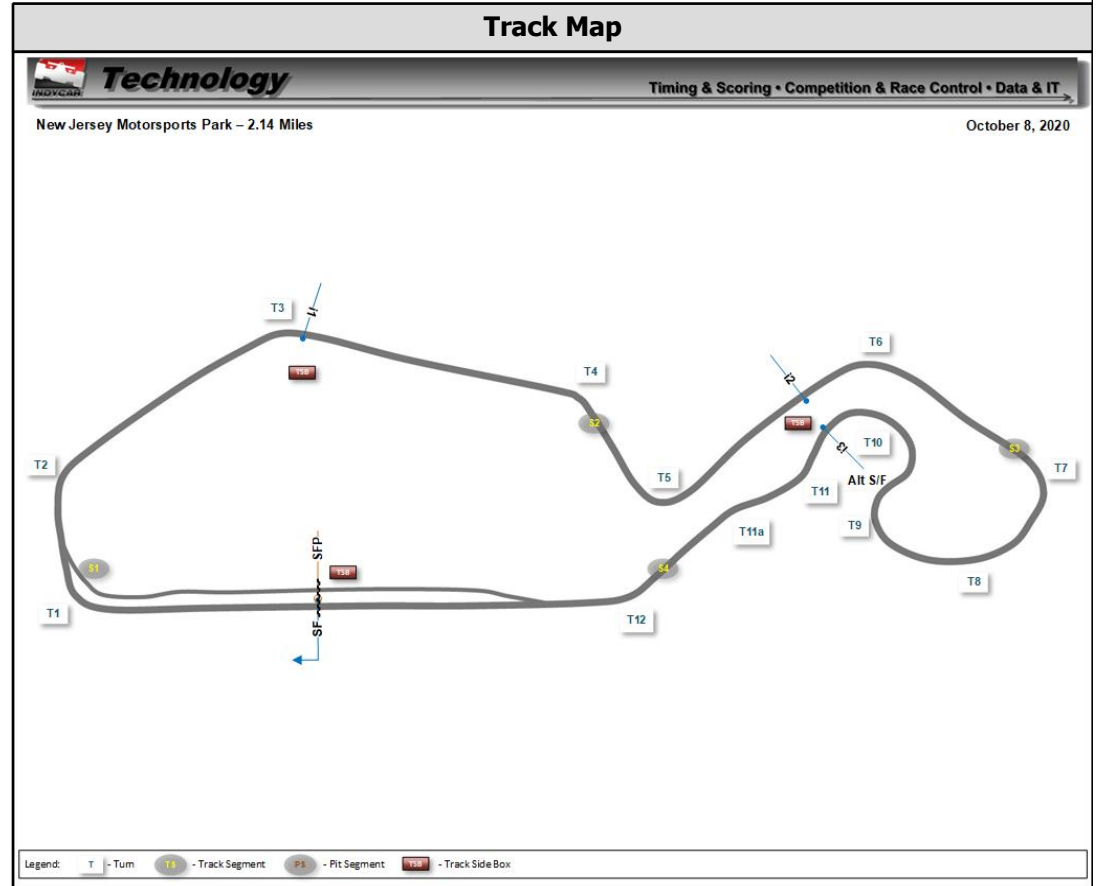 Track Map
INDYCAR Technology
Timing & Scoring • Competition & Race Control • Data & IT
New Jersey Motorsports Park – 2.14 Miles
October 8, 2020
T3
i1
TSB
T4
T6
i2
S2
TSB
i3
T10
S3
T7
T2
T5
Alt S/F
T11
T9
T11a
SFP
S1
TSB
S4
T8
T1
SF
T12
Legend: T - Turn TS - Track Segment PS - Pit Segment TSB - Track Side Box